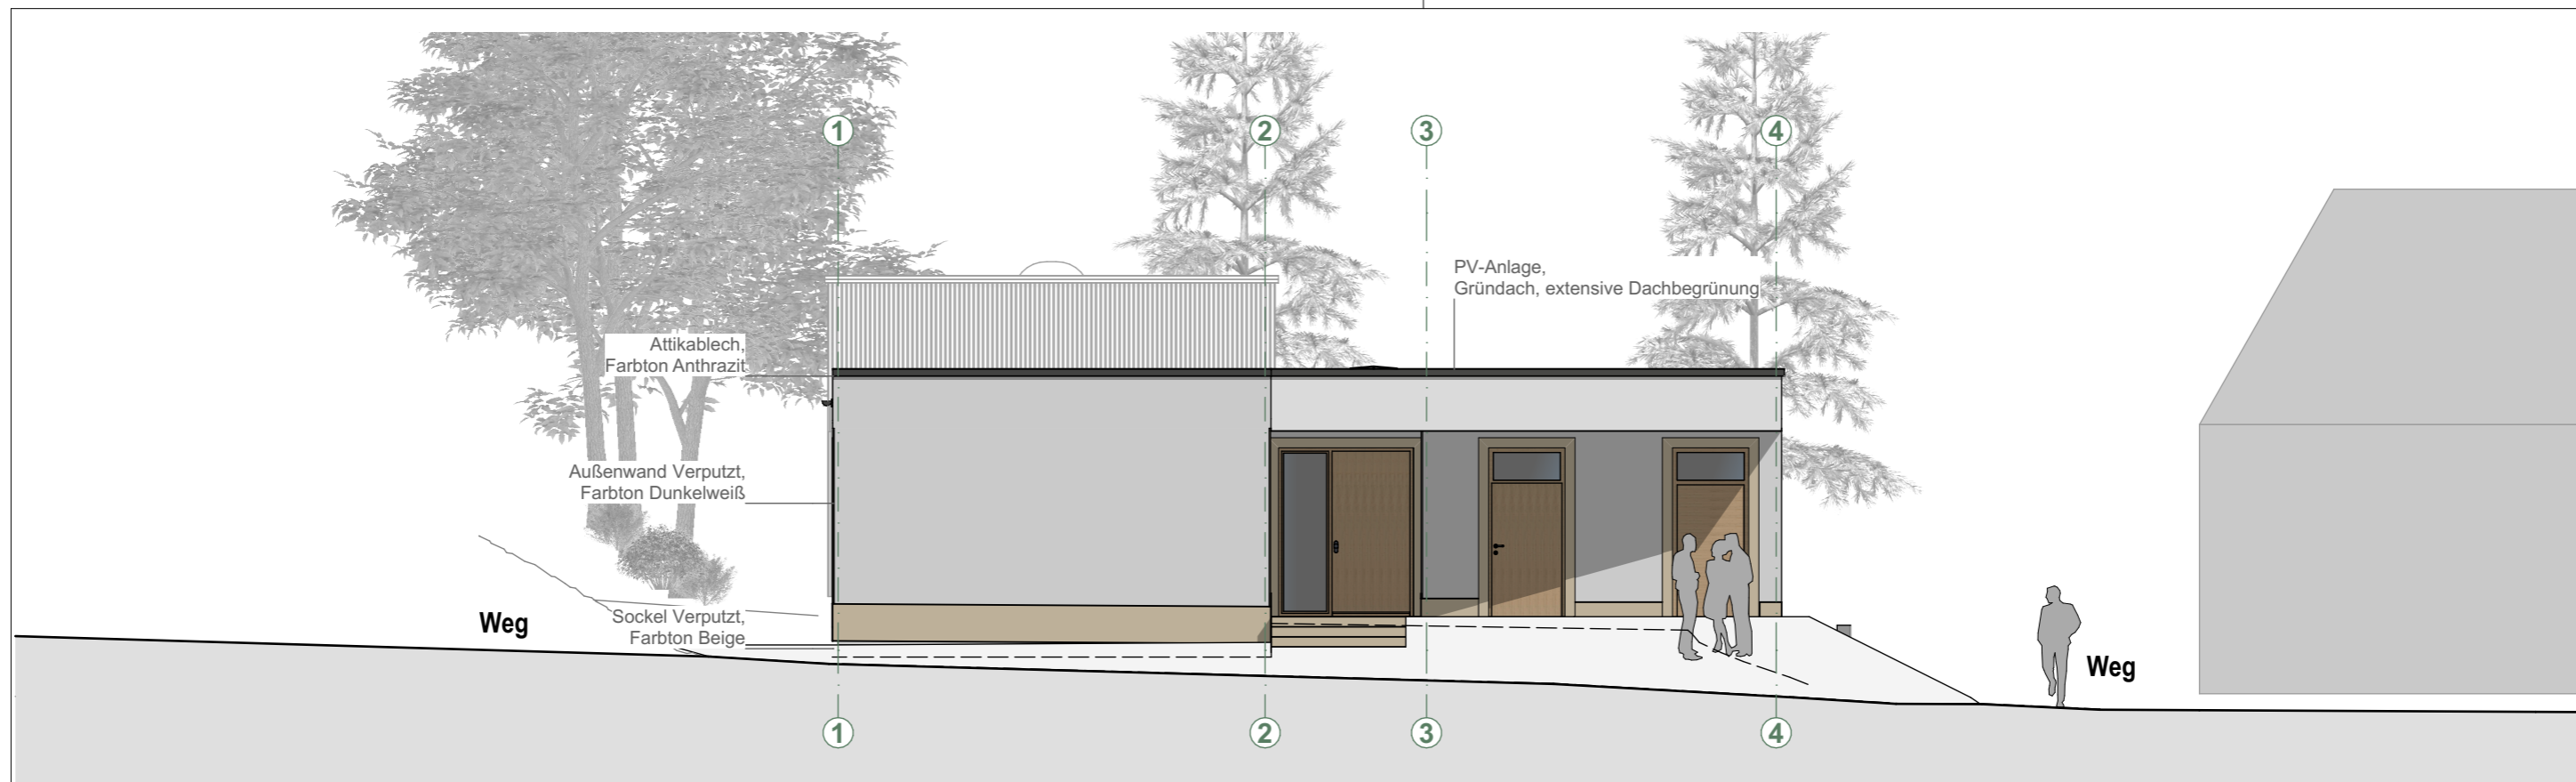 1
2
3
4
PV-Anlage,
Gründach, extensive Dachbegrünung
Attikablech,
Farbton Anthrazit
Außenwand Verputzt,
Farbton Dunkelweiß
Sockel Verputzt,
Farbton Beige
Weg
Weg
1
2
3
4